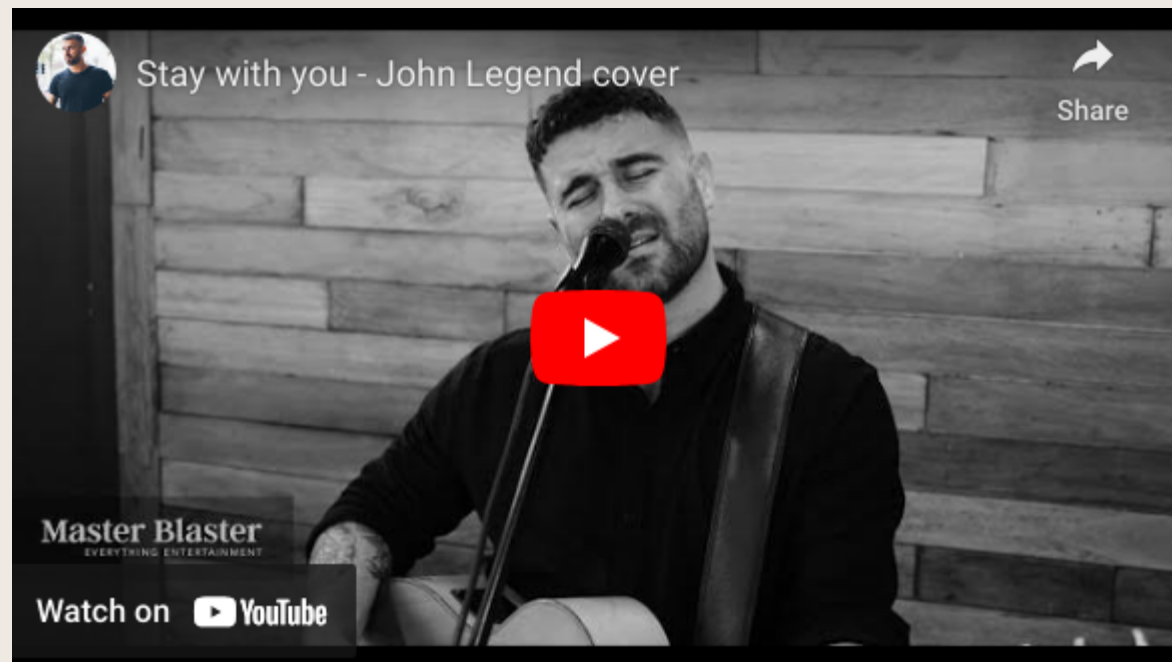 Stay with you - John Legend cover
Share
Master Blaster
EVERYTHING ENTERTAINMENT
Watch on YouTube